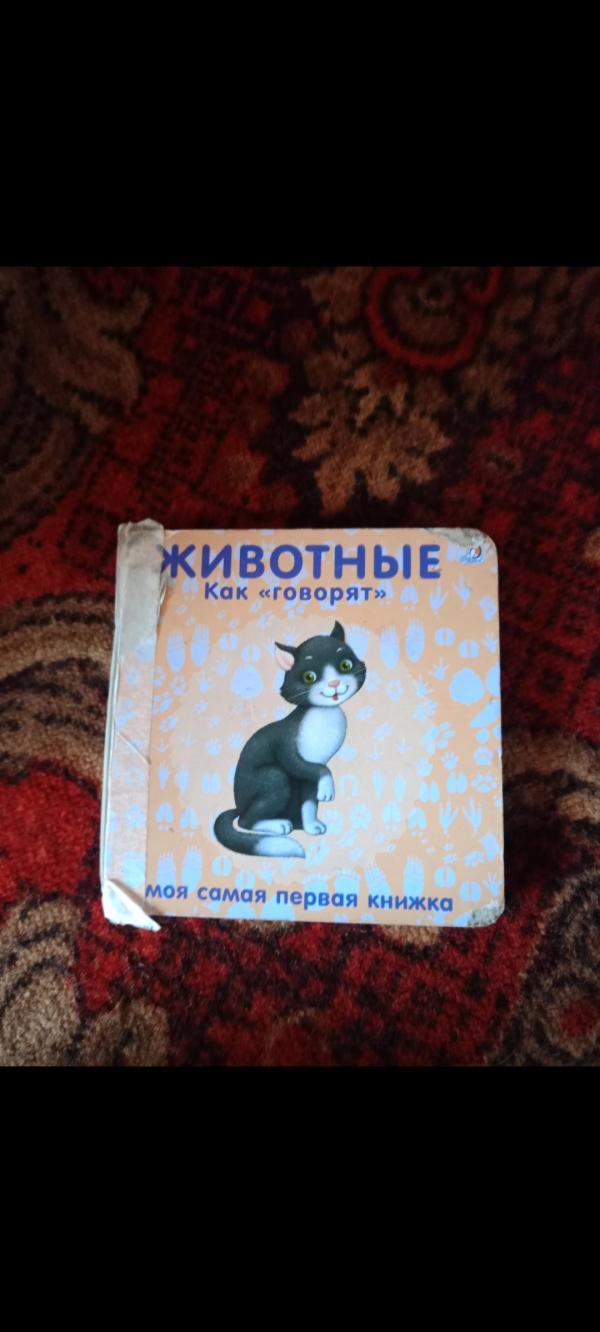 ЖИВОТНЫЕ
Как «говорят»
моя самая первая книжка